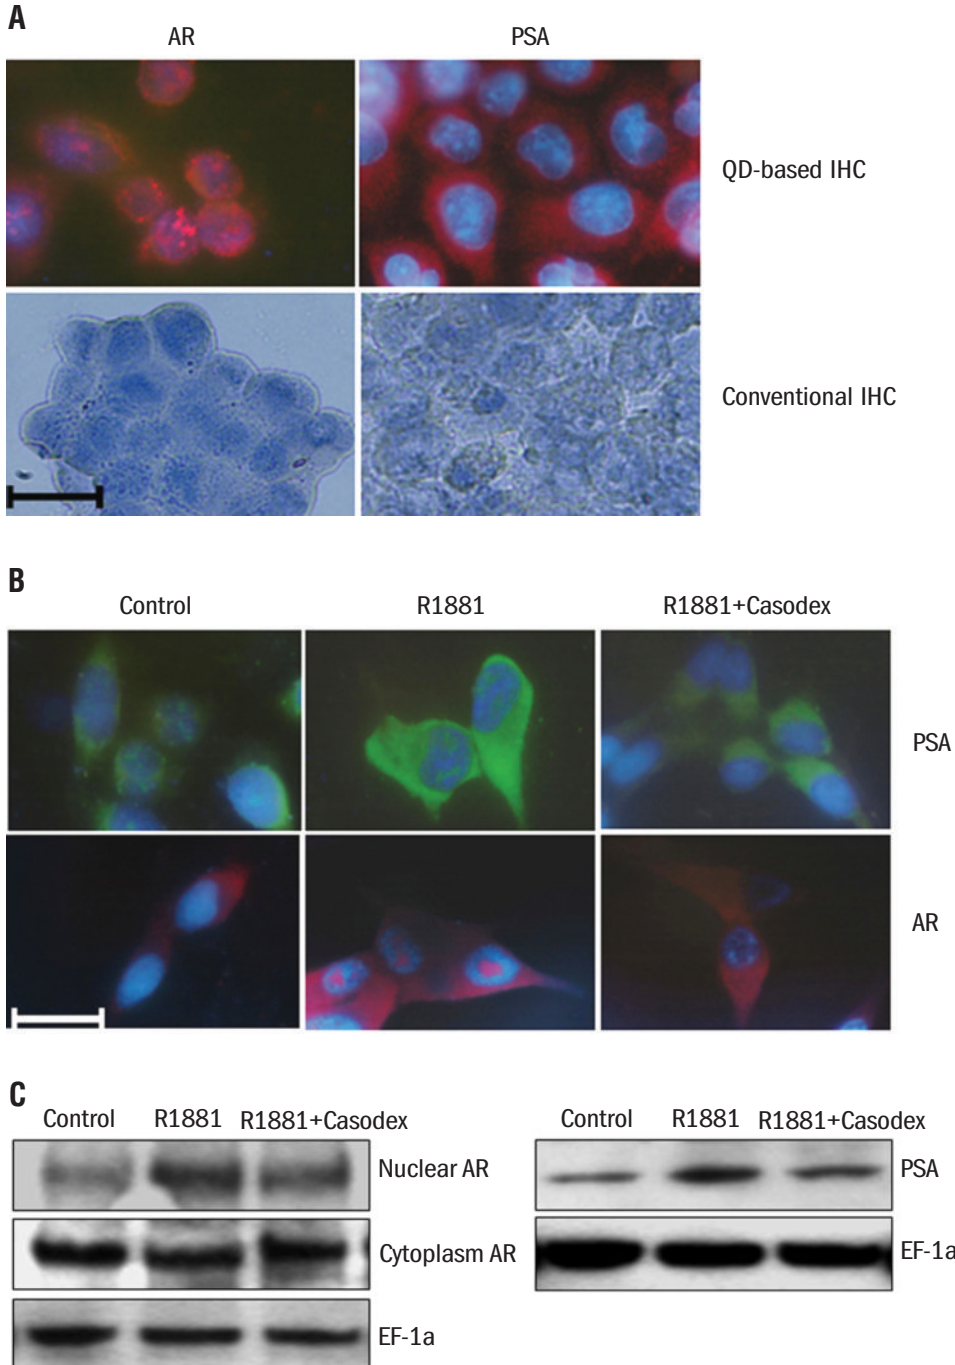 A
AR PSA
QD-based IHC
Conventional IHC
B
Control R1881 R1881+Casodex
PSA
AR
C
Control R1881 R1881+Casodex Control R1881 R1881+Casodex
Nuclear AR PSA
Cytoplasm AR EF-1a
EF-1a